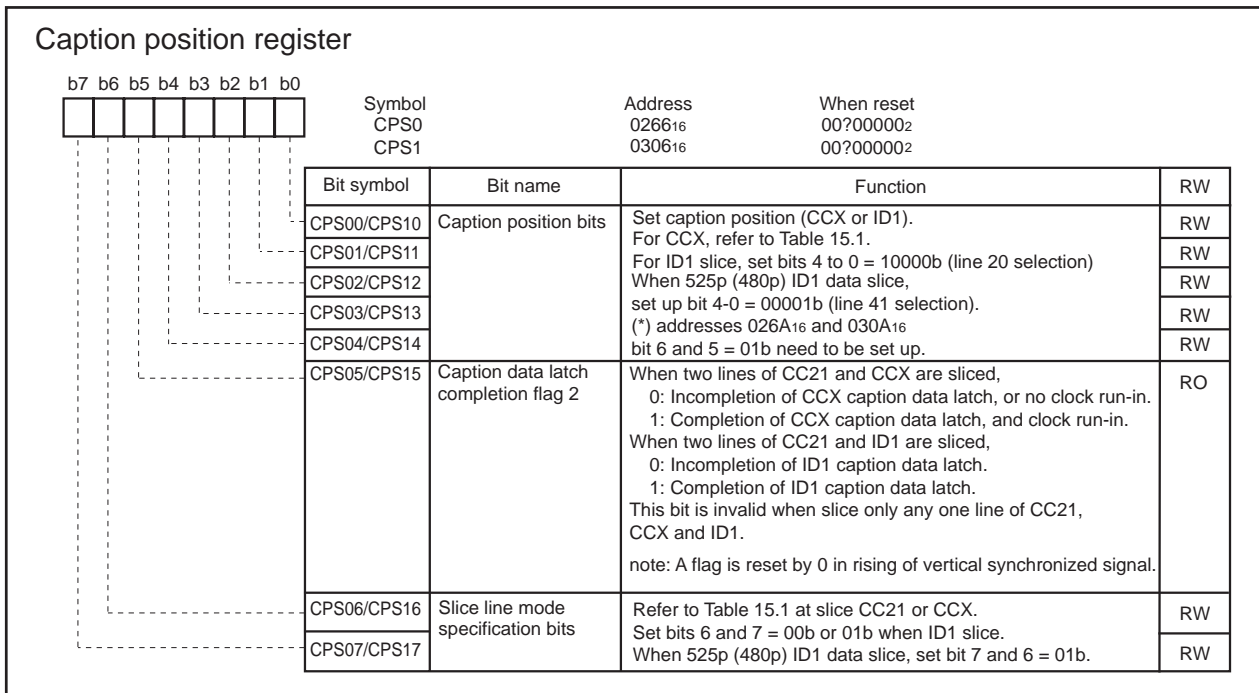 Caption position register
b7 b6 b5 b4 b3 b2 b1 b0
Symbol Address When reset
CPS0 026616 00?000002
CPS1 030616 00?000002
Bit symbol Bit name Function RW
CPS00/CPS10 Caption position bits Set caption position (CCX or ID1). RW
For CCX, refer to Table 15.1.
CPS01/CPS11 RW
For ID1 slice, set bits 4 to 0 = 10000b (line 20 selection)
CPS02/CPS12 When 525p (480p) ID1 data slice, RW
set up bit 4-0 = 00001b (line 41 selection).
CPS03/CPS13 RW
(*) addresses 026A16 and 030A16
CPS04/CPS14 bit 6 and 5 = 01b need to be set up. RW
CPS05/CPS15 Caption data latch When two lines of CC21 and CCX are sliced, RO
completion flag 2 0: Incompletion of CCX caption data latch, or no clock run-in.
1: Completion of CCX caption data latch, and clock run-in.
When two lines of CC21 and ID1 are sliced,
0: Incompletion of ID1 caption data latch.
1: Completion of ID1 caption data latch.
This bit is invalid when slice only any one line of CC21,
CCX and ID1.
note: A flag is reset by 0 in rising of vertical synchronized signal.
CPS06/CPS16 Slice line mode Refer to Table 15.1 at slice CC21 or CCX. RW
specification bits Set bits 6 and 7 = 00b or 01b when ID1 slice.
CPS07/CPS17 When 525p (480p) ID1 data slice, set bit 7 and 6 = 01b. RW